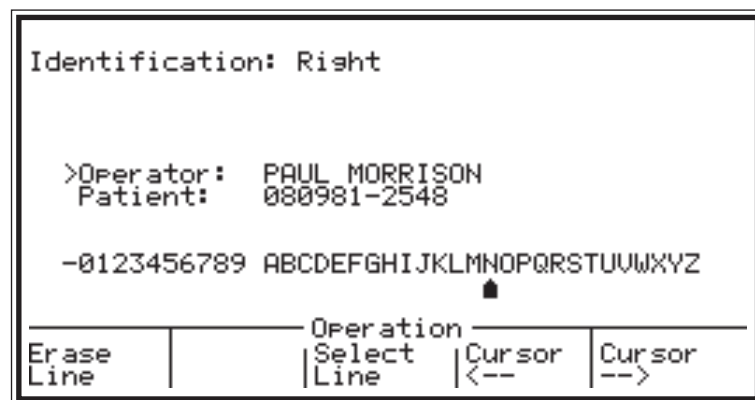 Identification: Right
>Operator: PAUL MORRISON
Patient: 080981-2548
-0123456789 ABCDEFGHIJKLMNOPQRSTUVWXYZ
Operation
Erase Line
Select Line
Cursor <--
Cursor -->